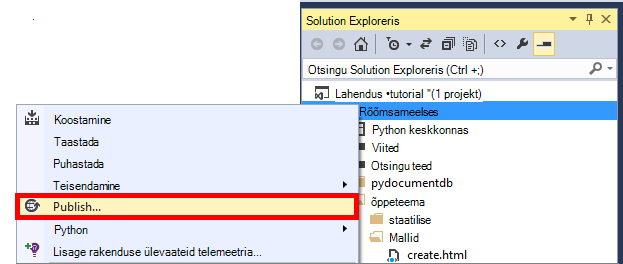 Solution Exploreris
Otsingu Solution Exploreris (Ctrl +;)
Lahendus •tutorial "(1 projekt)
Rõõmsameelses
Python keskkonnas
Viited
Otsingu teed
pydocumentdb
õppeteema
staatilise
Mallid
create.html
Koostamine
Taastada
Puhastada
Teisendamine
Publish...
Python
Lisage rakenduse ülevaateid telemeetria...